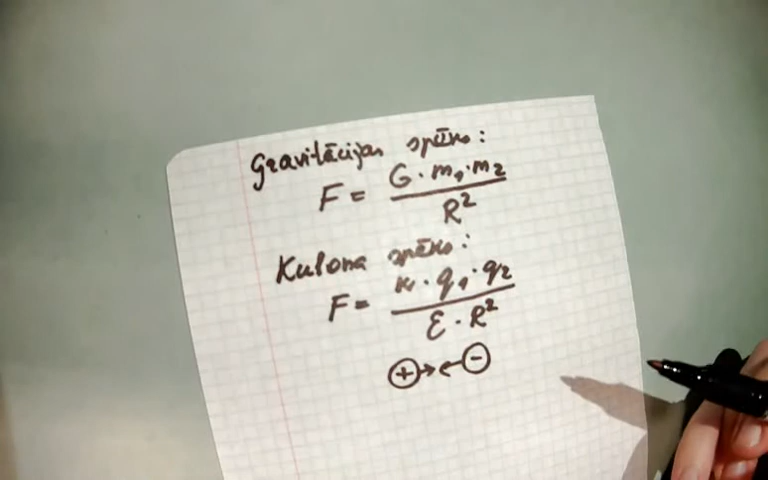 Gravitācijas spēks:
F = G · m₁ · m₂ / R²
Kulona spēks:
F = k · q₁ · q₂ / ε · R²
+ → ← -